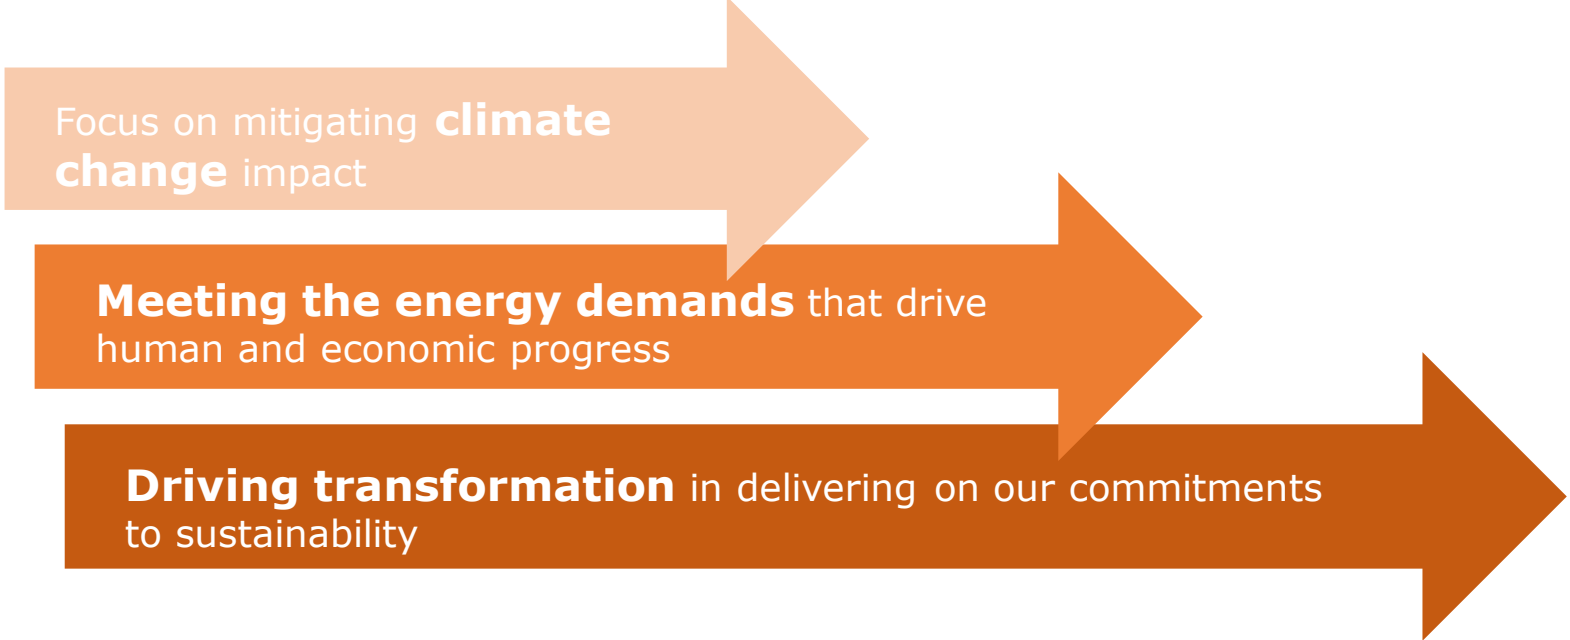 Focus on mitigating climate
change impact
Meeting the energy demands that drive
human and economic progress
Driving transformation in delivering on our commitments
to sustainability